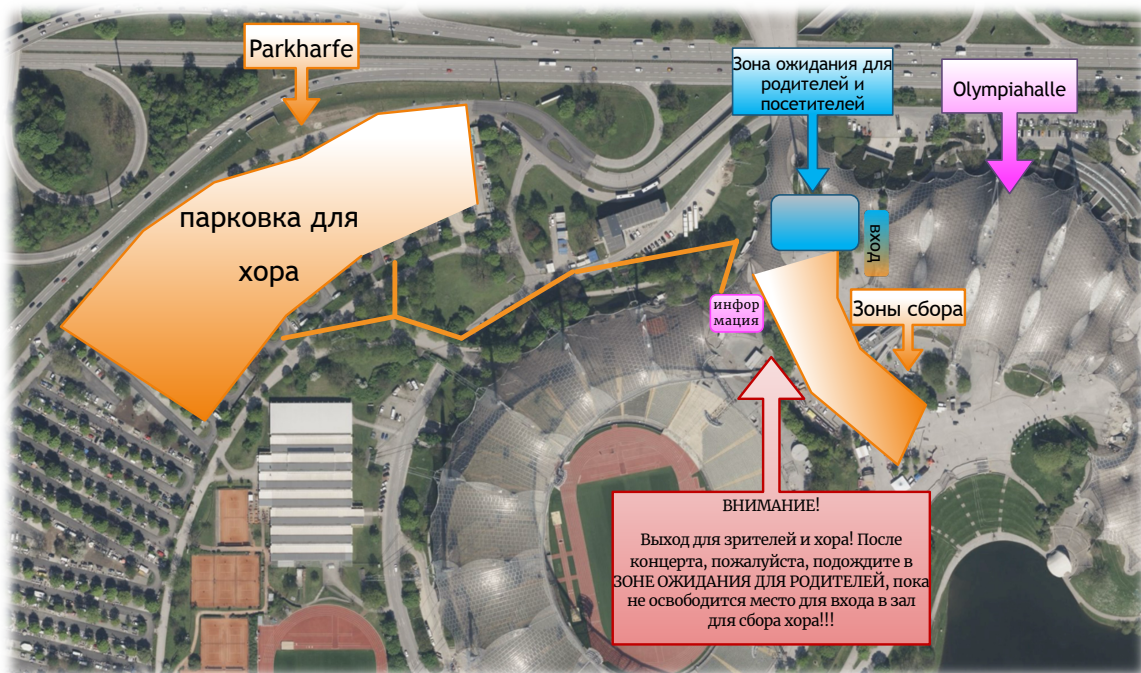 Parkharfe
Зона ожидания для
родителей и
посетителей
Olympiahalle
парковка для
хора
вход
инфор
мация
Зоны сбора
ВНИМАНИЕ!
Выход для зрителей и хора! После
концерта, пожалуйста, подождите в
ЗОНЕ ОЖИДАНИЯ ДЛЯ РОДИТЕЛЕЙ, пока
не освободится место для входа в зал
для сбора хора!!!